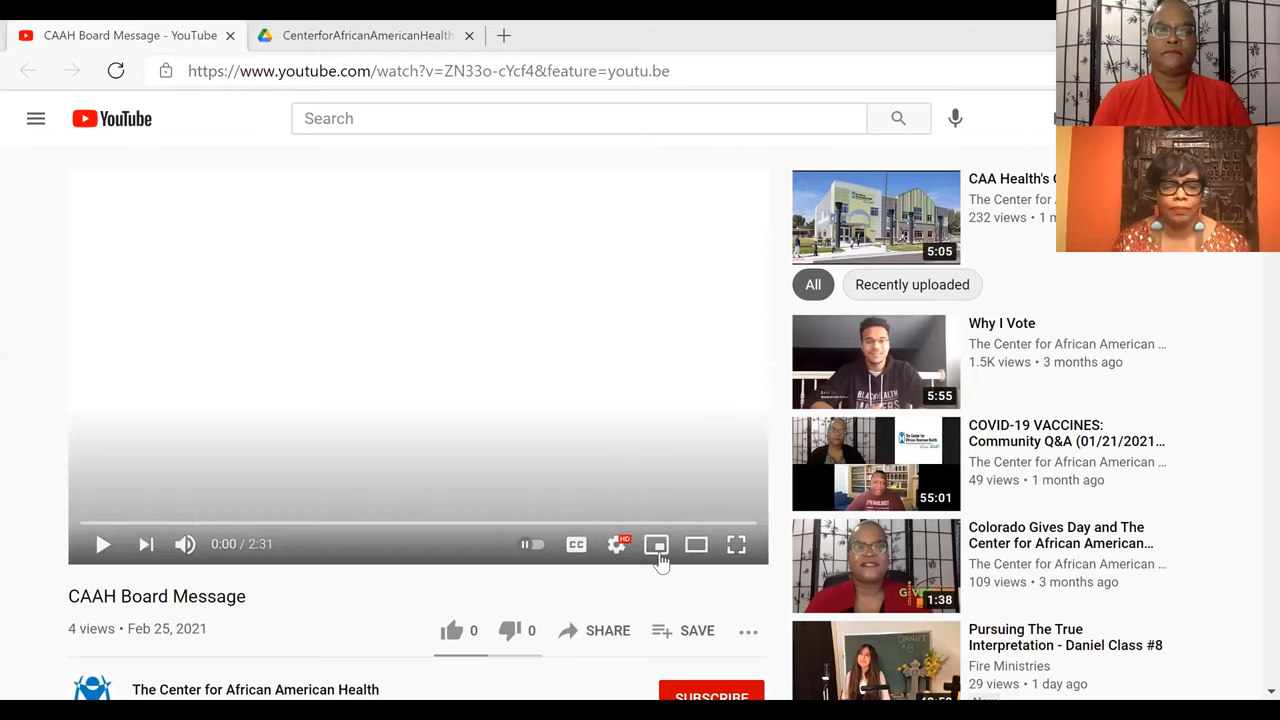 CAAH Board Message - YouTube
CenterforAfricanAmericanHealth
https://www.youtube.com/watch?v=ZN33o-cYcf4&feature=youtu.be
YouTube
Search
CAA Health's
The Center for
232 views • 1
5:05
All
Recently uploaded
Why I Vote
The Center for African American ...
1.5K views • 3 months ago
BLACKHEALTH
MATTERS
5:55
COVID-19 VACCINES:
Community Q&A (01/21/2021...
The Center for African American ...
49 views • 1 month ago
55:01
Colorado Gives Day and The
Center for African American...
The Center for African American ...
109 views • 3 months ago
1:38
Pursuing The True
Interpretation - Daniel Class #8
Fire Ministries
29 views • 1 day ago
DANIEL
#8
0:00 / 2:31
CC
HD
CAAH Board Message
4 views • Feb 25, 2021
0
0
SHARE
SAVE
The Center for African American Health
SUBSCRIBE